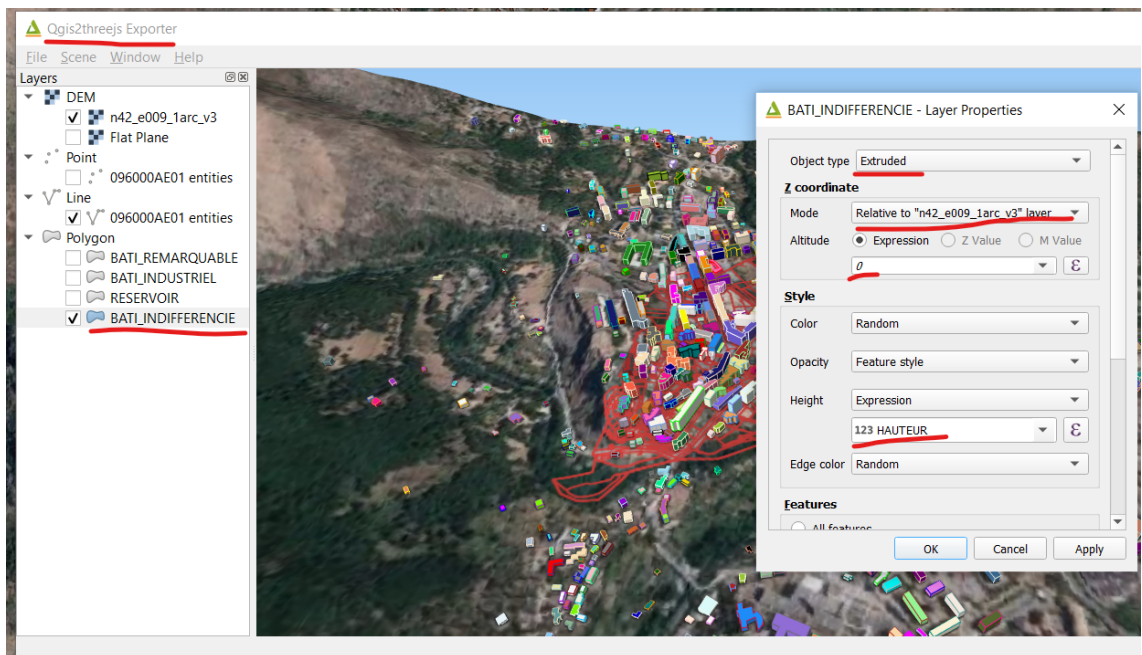 Qgis2threejs Exporter
File Scene Window Help
Layers
DEM
n42_e009_1arc_v3
Flat Plane
Point
096000AE01 entities
Line
096000AE01 entities
Polygon
BATI_REMARQUABLE
BATI_INDUSTRIEL
RESERVOIR
BATI_INDIFFERENCIE
BATI_INDIFFERENCIE - Layer Properties
Object type Extruded
Z coordinate
Mode Relative to "n42_e009_1arc_v3" layer
Altitude Expression Z Value M Value
0 ε
Style
Color Random
Opacity Feature style
Height Expression
123 HAUTEUR ε
Edge color Random
Features
All features
OK Cancel Apply